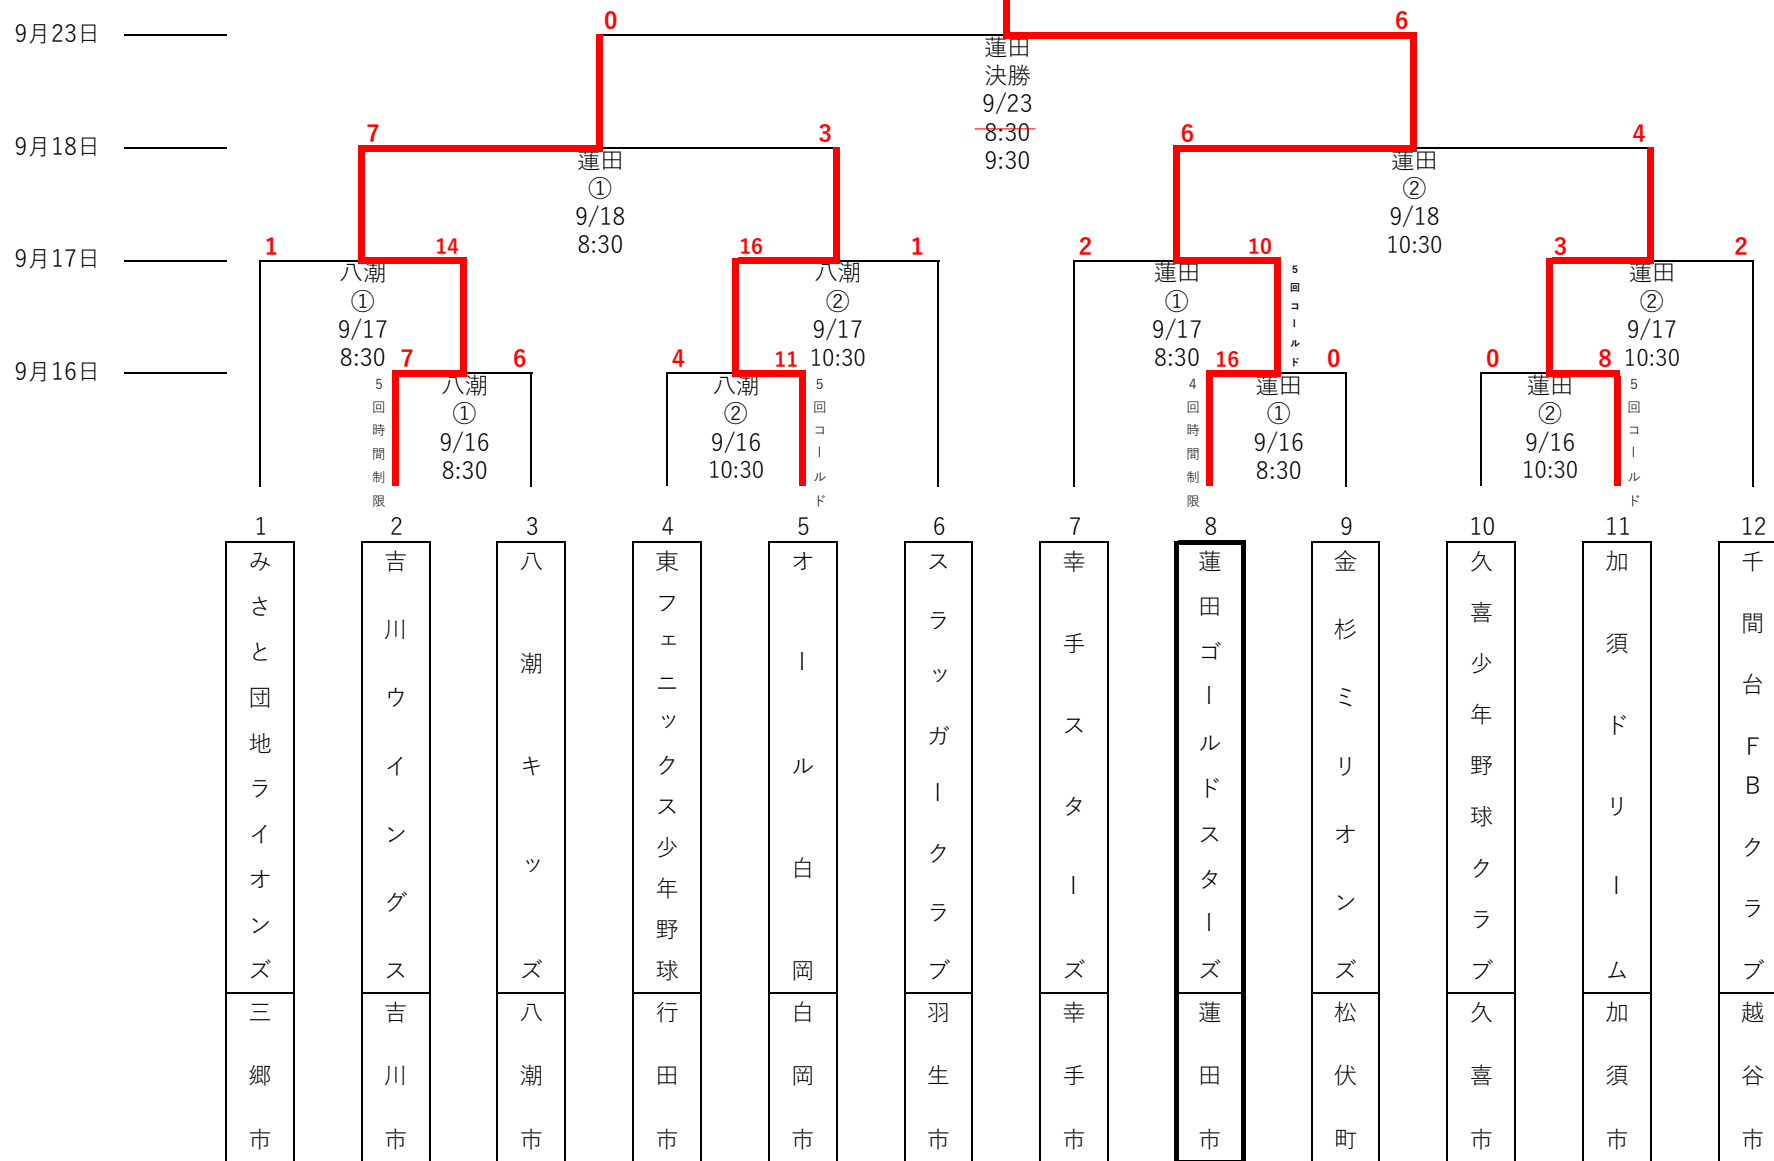 0
6
9月23日
蓮田
決勝
9/23
8:30
9:30
7
3
6
4
9月18日
蓮田
①
9/18
8:30
蓮田
②
9/18
10:30
1
14
16
1
2
10
3
2
9月17日
八潮
①
9/17
8:30
八潮
②
9/17
10:30
蓮田
①
9/17
8:30
5回コールド
蓮田
②
9/17
10:30
7
6
4
11
16
0
0
8
9月16日
5回時間制限
八潮
①
9/16
8:30
八潮
②
9/16
10:30
5回コールド
4回時間制限
蓮田
①
9/16
8:30
蓮田
②
9/16
10:30
5回コールド
1
2
3
4
5
6
7
8
9
10
11
12
みさと団地ライオンズ
吉川ウイングス
八潮キッズ
東フェニックス少年野球
オール白岡
スラッガークラブ
幸手スターズ
蓮田ゴールドスターズ
金杉ミリオンズ
久喜少年野球クラブ
加須ドリーム
千間台FBクラブ
三郷市
吉川市
八潮市
行田市
白岡市
羽生市
幸手市
蓮田市
松伏町
久喜市
加須市
越谷市